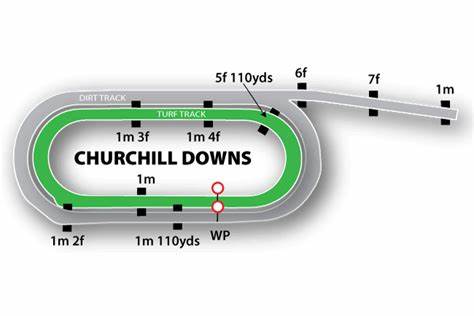 6f
7f
1m
5f 110yds
DIRT TRACK
TURF TRACK
1m 3f
1m 4f
CHURCHILL DOWNS
1m
1m 2f
1m 110yds
WP